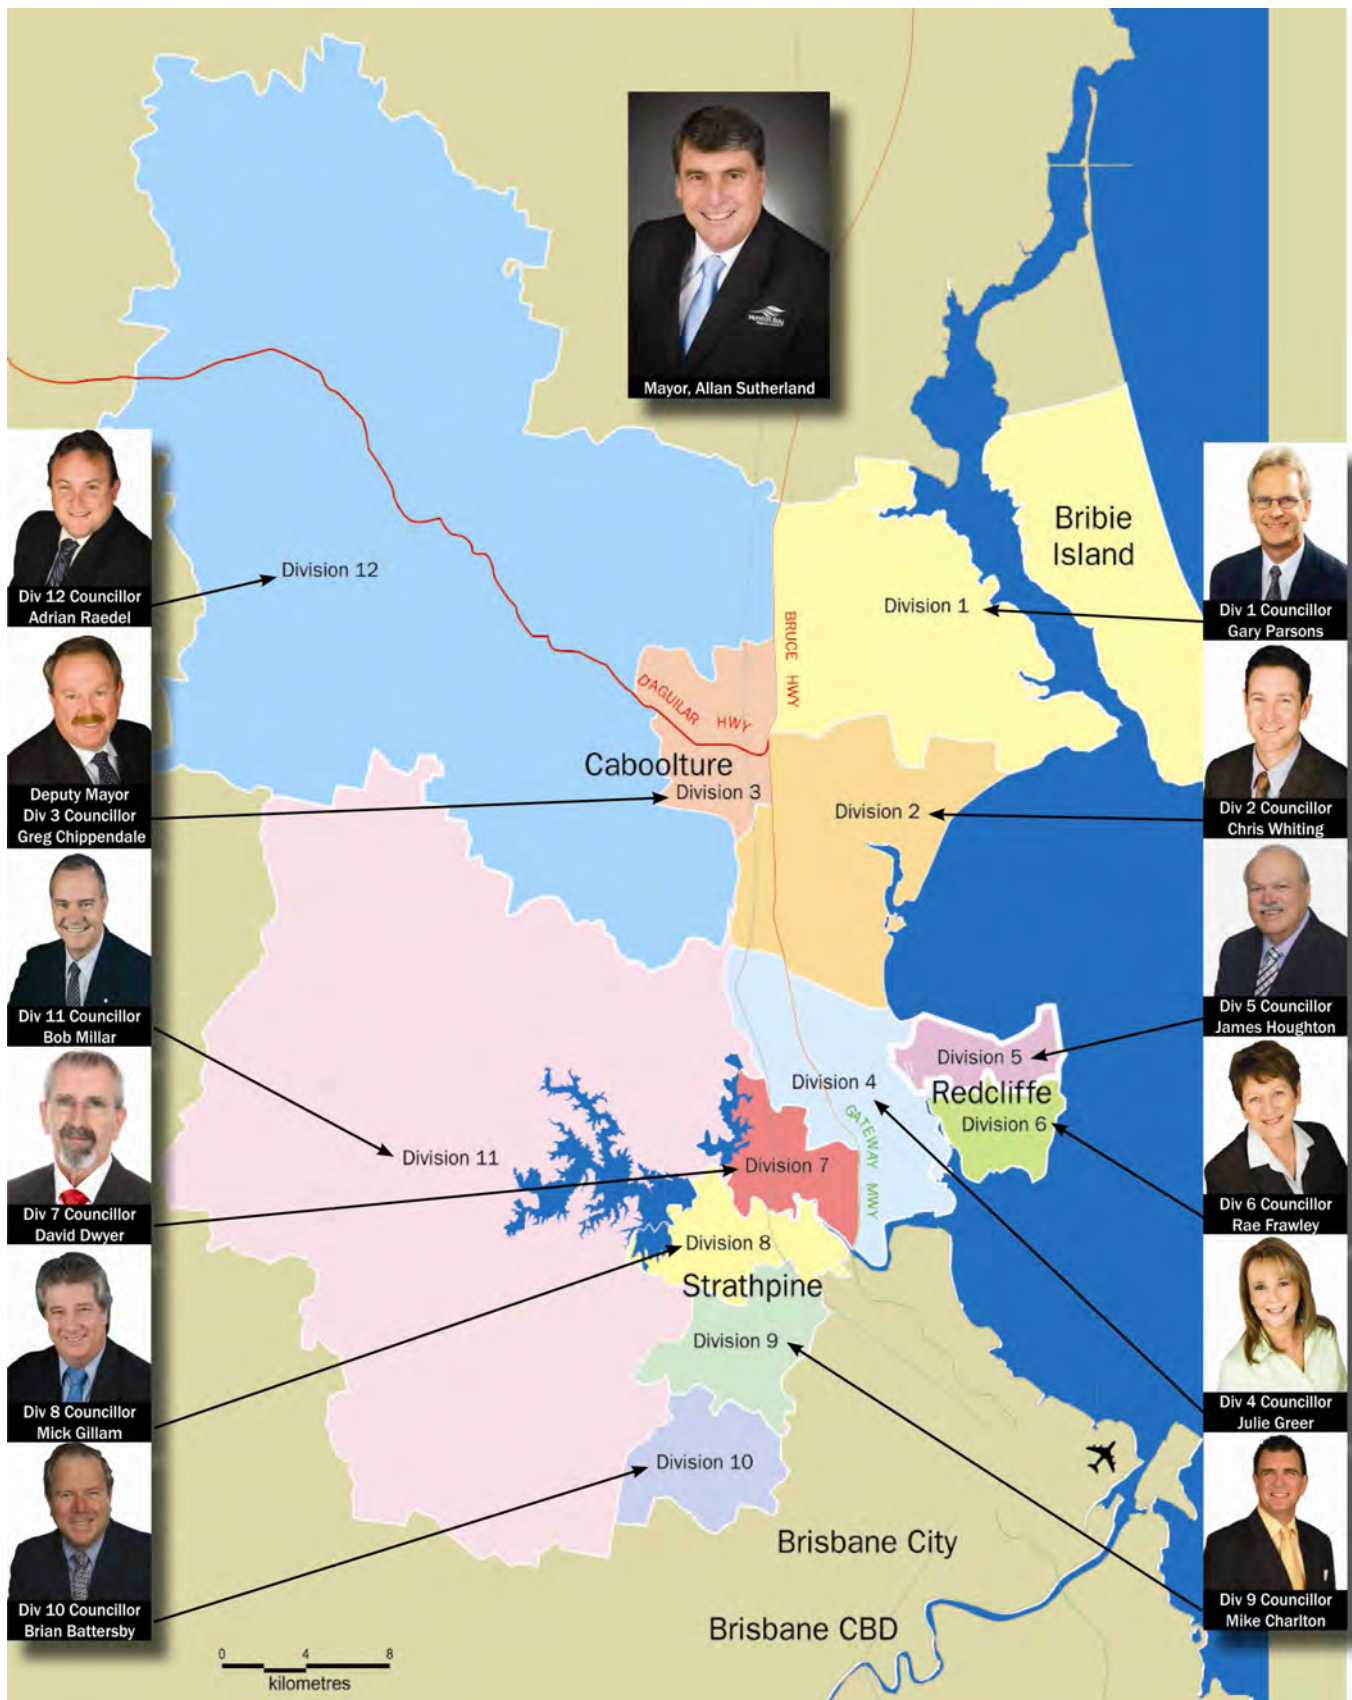 Mayor, Allan Sutherland
Div 12 Councillor
Adrian Raedel
Deputy Mayor
Div 3 Councillor
Greg Chippendale
Div 11 Councillor
Bob Millar
Div 7 Councillor
David Dwyer
Div 8 Councillor
Mick Gillam
Div 10 Councillor
Brian Battersby
Division 12
Bribie
Island
Division 1
BRUCE HWY
D'AGUILAR HWY
Caboolture
Division 3
Division 2
Division 5
Division 4
Redcliffe
Division 6
GATEWAY MWY
Division 11
Division 7
Division 8
Strathpine
Division 9
Division 10
Brisbane City
Brisbane CBD
0 4 8
kilometres
Div 1 Councillor
Gary Parsons
Div 2 Councillor
Chris Whiting
Div 5 Councillor
James Houghton
Div 6 Councillor
Rae Frawley
Div 4 Councillor
Julie Greer
Div 9 Councillor
Mike Charlton